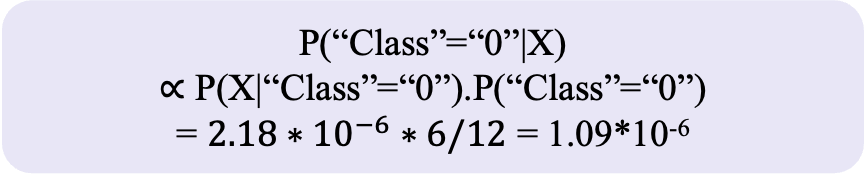 P(“Class”=“0”|X)
∝ P(X|“Class”=“0”).P(“Class”=“0”)
= 2.18 ∗ 10⁻⁶ ∗ 6/12 = 1.09*10⁻⁶